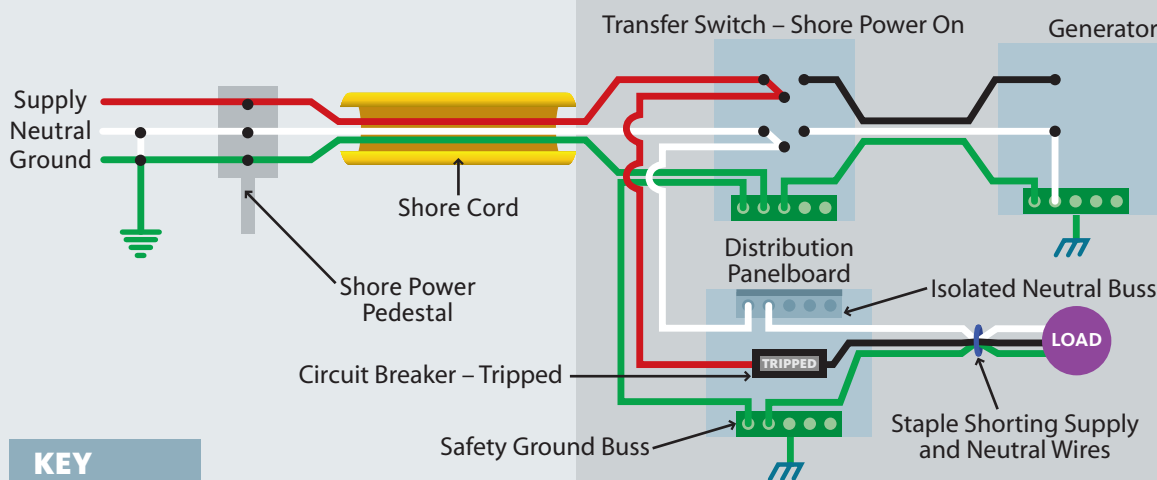 Transfer Switch – Shore Power On
Generator
Supply
Neutral
Ground
Shore Cord
Shore Power
Pedestal
Distribution
Panelboard
Isolated Neutral Buss
LOAD
TRIPPED
Circuit Breaker – Tripped
Staple Shorting Supply
and Neutral Wires
Safety Ground Buss
KEY